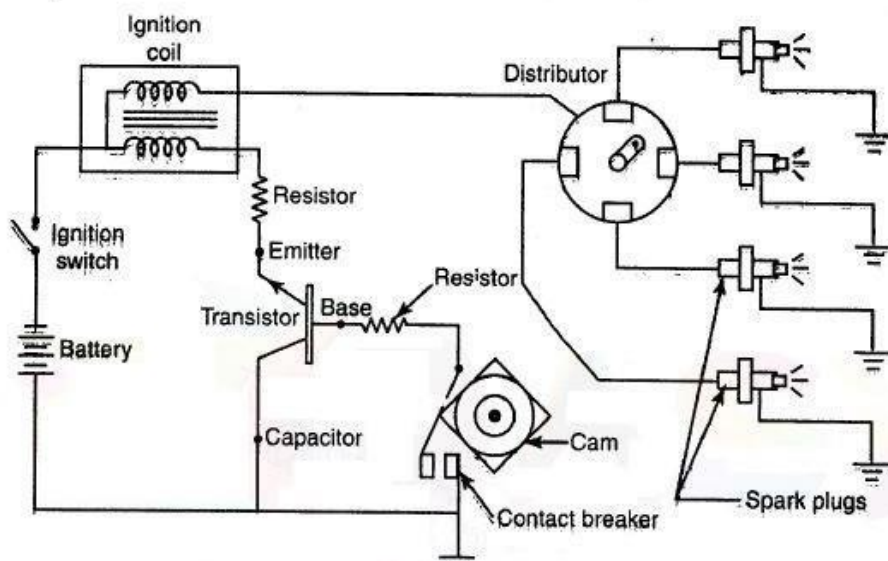 Ignition
coil
Distributor
Resistor
Ignition
switch
Emitter
Resistor
Base
Transistor
Battery
Capacitor
Cam
Contact breaker
Spark plugs